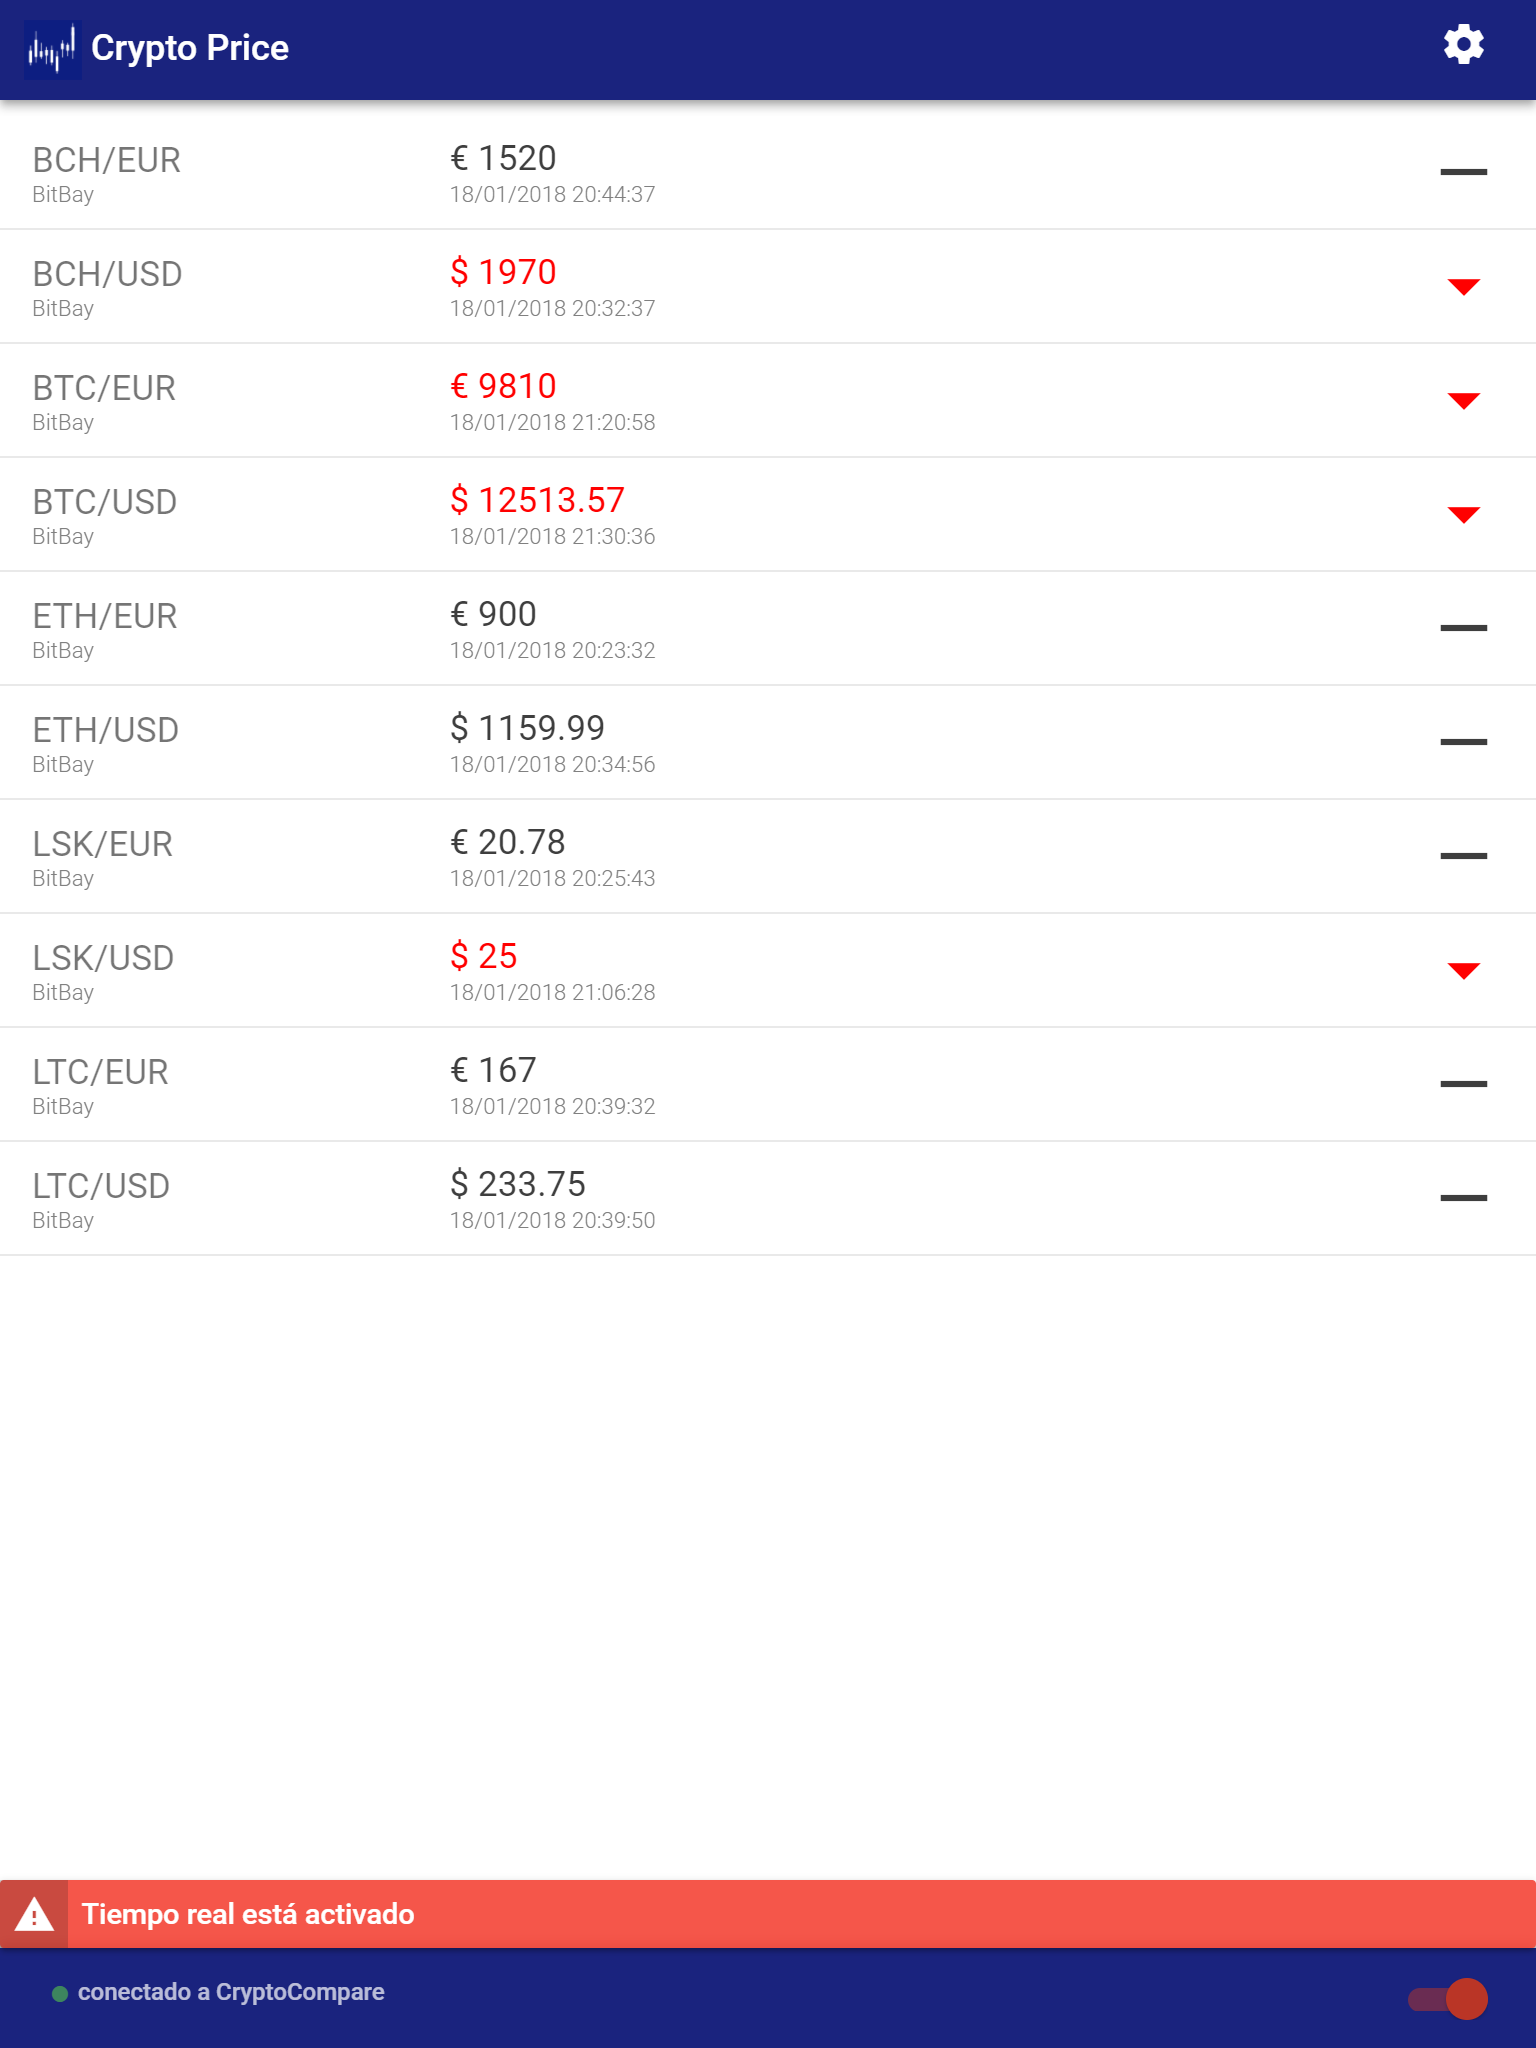 Crypto Price
BCH/EUR
€ 1520
BitBay
18/01/2018 20:44:37
BCH/USD
$ 1970
BitBay
18/01/2018 20:32:37
BTC/EUR
€ 9810
BitBay
18/01/2018 21:20:58
BTC/USD
$ 12513.57
BitBay
18/01/2018 21:30:36
ETH/EUR
€ 900
BitBay
18/01/2018 20:23:32
ETH/USD
$ 1159.99
BitBay
18/01/2018 20:34:56
LSK/EUR
€ 20.78
BitBay
18/01/2018 20:25:43
LSK/USD
$ 25
BitBay
18/01/2018 21:06:28
LTC/EUR
€ 167
BitBay
18/01/2018 20:39:32
LTC/USD
$ 233.75
BitBay
18/01/2018 20:39:50
Tiempo real está activado
conectado a CryptoCompare